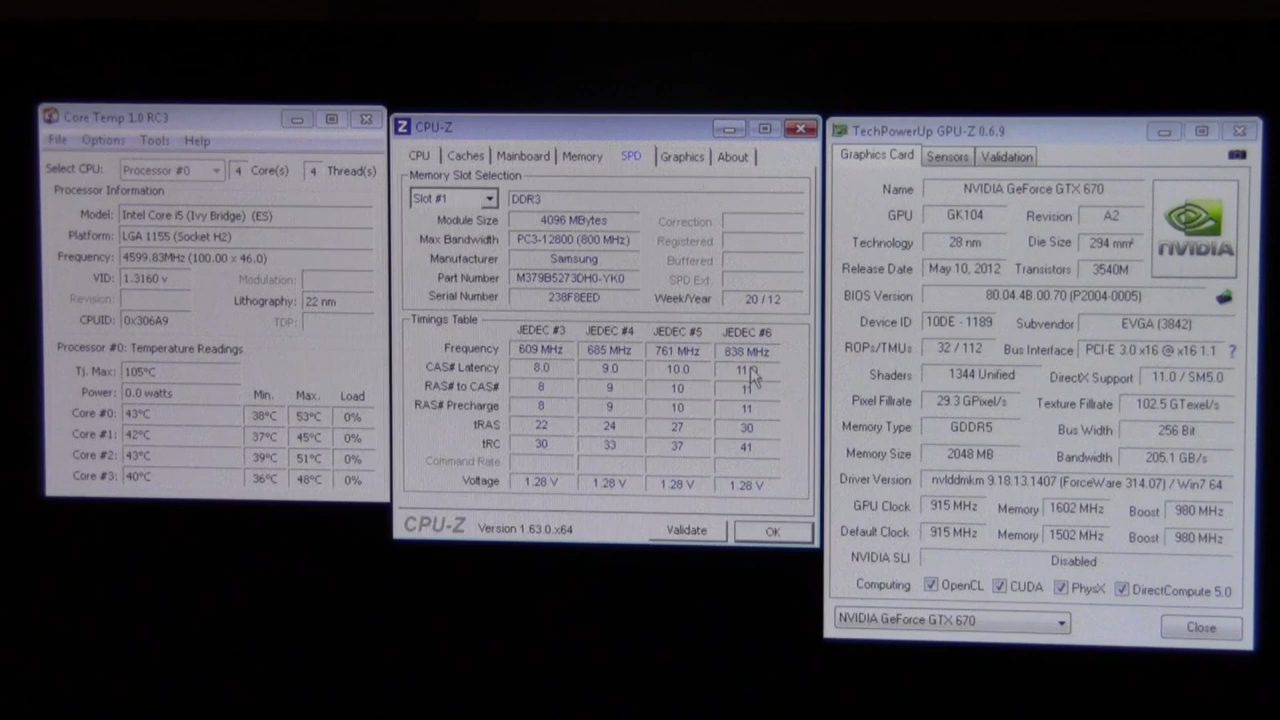 Core Temp 1.0 RC3
File Options Tools Help
Select CPU: Processor #0 4 Core(s) 4 Thread(s)
Processor Information
Model: Intel Core i5 (Ivy Bridge) (ES)
Platform: LGA 1155 (Socket H2)
Frequency: 4599.83MHz (100.00 x 46.0)
VID: 1.3160 v Modulation:
Revision: Lithography: 22 nm
CPUID: 0x306A9 TDP:
Processor #0: Temperature Readings
Tj. Max: 105°C
Power: 0.0 watts Min. Max. Load
Core #0: 43°C 38°C 53°C 0%
Core #1: 42°C 37°C 45°C 0%
Core #2: 43°C 39°C 51°C 0%
Core #3: 40°C 36°C 48°C 0%
Z CPU-Z
CPU Caches Mainboard Memory SPD Graphics About
Memory Slot Selection
Slot #1 DDR3
Module Size 4096 MBytes Correction
Max Bandwidth PC3-12800 (800 MHz) Registered
Manufacturer Samsung Buffered
Part Number M379B5273DH0-YK0 SPD Ext.
Serial Number 238F8EED Week/Year 20 / 12
Timings Table
JEDEC #3 JEDEC #4 JEDEC #5 JEDEC #6
Frequency 609 MHz 685 MHz 761 MHz 838 MHz
CAS# Latency 8.0 9.0 10.0 11.0
RAS# to CAS# 8 9 10 11
RAS# Precharge 8 9 10 11
tRAS 22 24 27 30
tRC 30 33 37 41
Command Rate
Voltage 1.28 V 1.28 V 1.28 V 1.28 V
CPU-Z Version 1.63.0.x64 Validate OK
TechPowerUp GPU-Z 0.6.9
Graphics Card Sensors Validation
Name NVIDIA GeForce GTX 670
GPU GK104 Revision A2
Technology 28 nm Die Size 294 mm²
NVIDIA
Release Date May 10, 2012 Transistors 3540M
BIOS Version 80.04.4B.00.70 (P2004-0005)
Device ID 10DE - 1189 Subvendor EVGA (3842)
ROPs/TMUs 32 / 112 Bus Interface PCI-E 3.0 x16 @ x16 1.1 ?
Shaders 1344 Unified DirectX Support 11.0 / SM5.0
Pixel Fillrate 29.3 GPixel/s Texture Fillrate 102.5 GTexel/s
Memory Type GDDR5 Bus Width 256 Bit
Memory Size 2048 MB Bandwidth 205.1 GB/s
Driver Version nvlddmkm 9.18.13.1407 (ForceWare 314.07) / Win7 64
GPU Clock 915 MHz Memory 1602 MHz Boost 980 MHz
Default Clock 915 MHz Memory 1502 MHz Boost 980 MHz
NVIDIA SLI Disabled
Computing OpenCL CUDA PhysX DirectCompute 5.0
NVIDIA GeForce GTX 670 Close